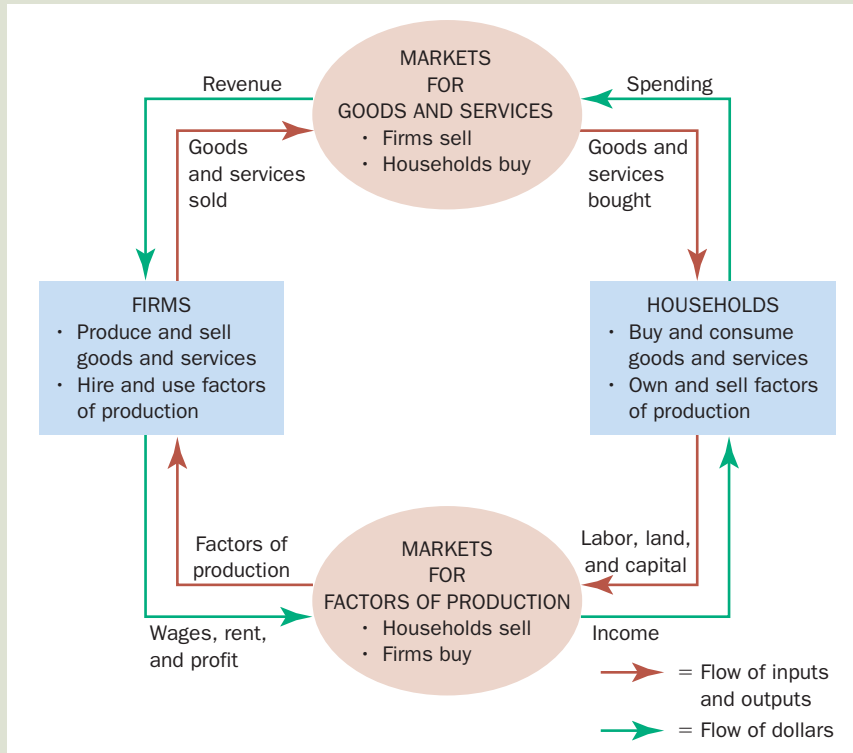 MARKETS
FOR
GOODS AND SERVICES
• Firms sell
• Households buy
Revenue
Spending
Goods
and services
sold
Goods and
services
bought
FIRMS
• Produce and sell
goods and services
• Hire and use factors
of production
HOUSEHOLDS
• Buy and consume
goods and services
• Own and sell factors
of production
Factors of
production
Labor, land,
and capital
MARKETS
FOR
FACTORS OF PRODUCTION
• Households sell
• Firms buy
Wages, rent,
and profit
Income
= Flow of inputs
and outputs
= Flow of dollars